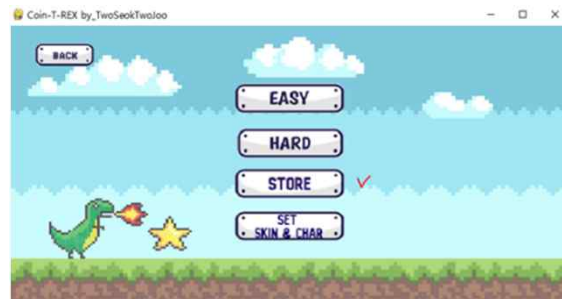 Coin-T-REX by_TwoSeokTwoJoo
BACK
EASY
HARD
STORE
SET
SKIN & CHAR